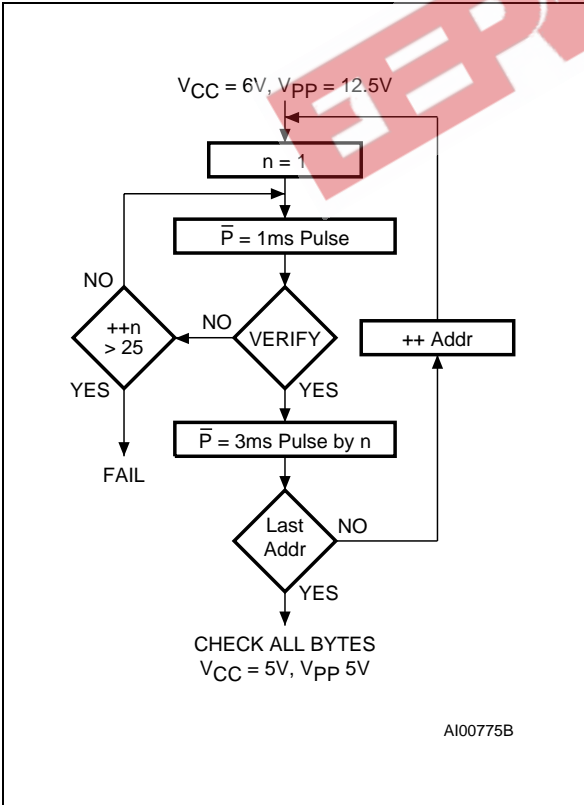 VCC = 6V, VPP = 12.5V
n = 1
P̅ = 1ms Pulse
NO
++n
> 25
NO
VERIFY
++ Addr
YES
YES
P̅ = 3ms Pulse by n
FAIL
Last
Addr
NO
YES
CHECK ALL BYTES
VCC = 5V, VPP 5V
AI00775B